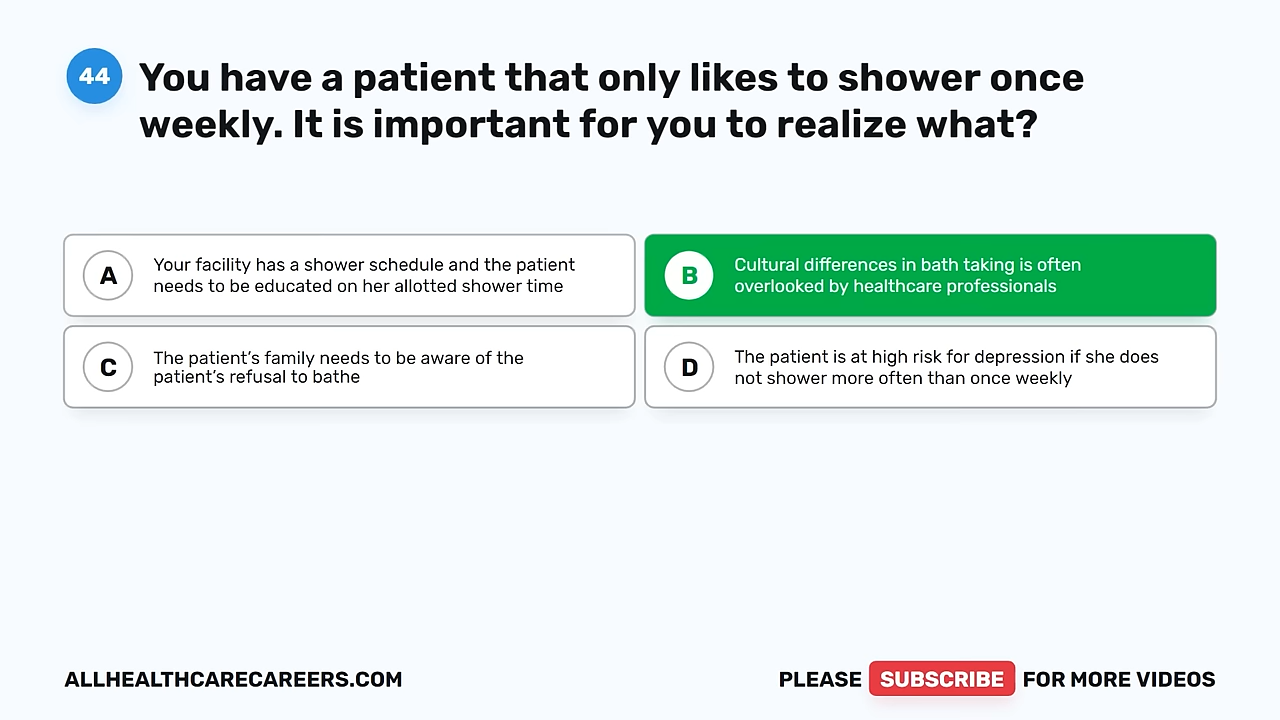 44
You have a patient that only likes to shower once
weekly. It is important for you to realize what?
A
Your facility has a shower schedule and the patient
needs to be educated on her allotted shower time
B
Cultural differences in bath taking is often
overlooked by healthcare professionals
C
The patient’s family needs to be aware of the
patient’s refusal to bathe
D
The patient is at high risk for depression if she does
not shower more often than once weekly
ALLHEALTHCARECAREERS.COM
PLEASE SUBSCRIBE FOR MORE VIDEOS